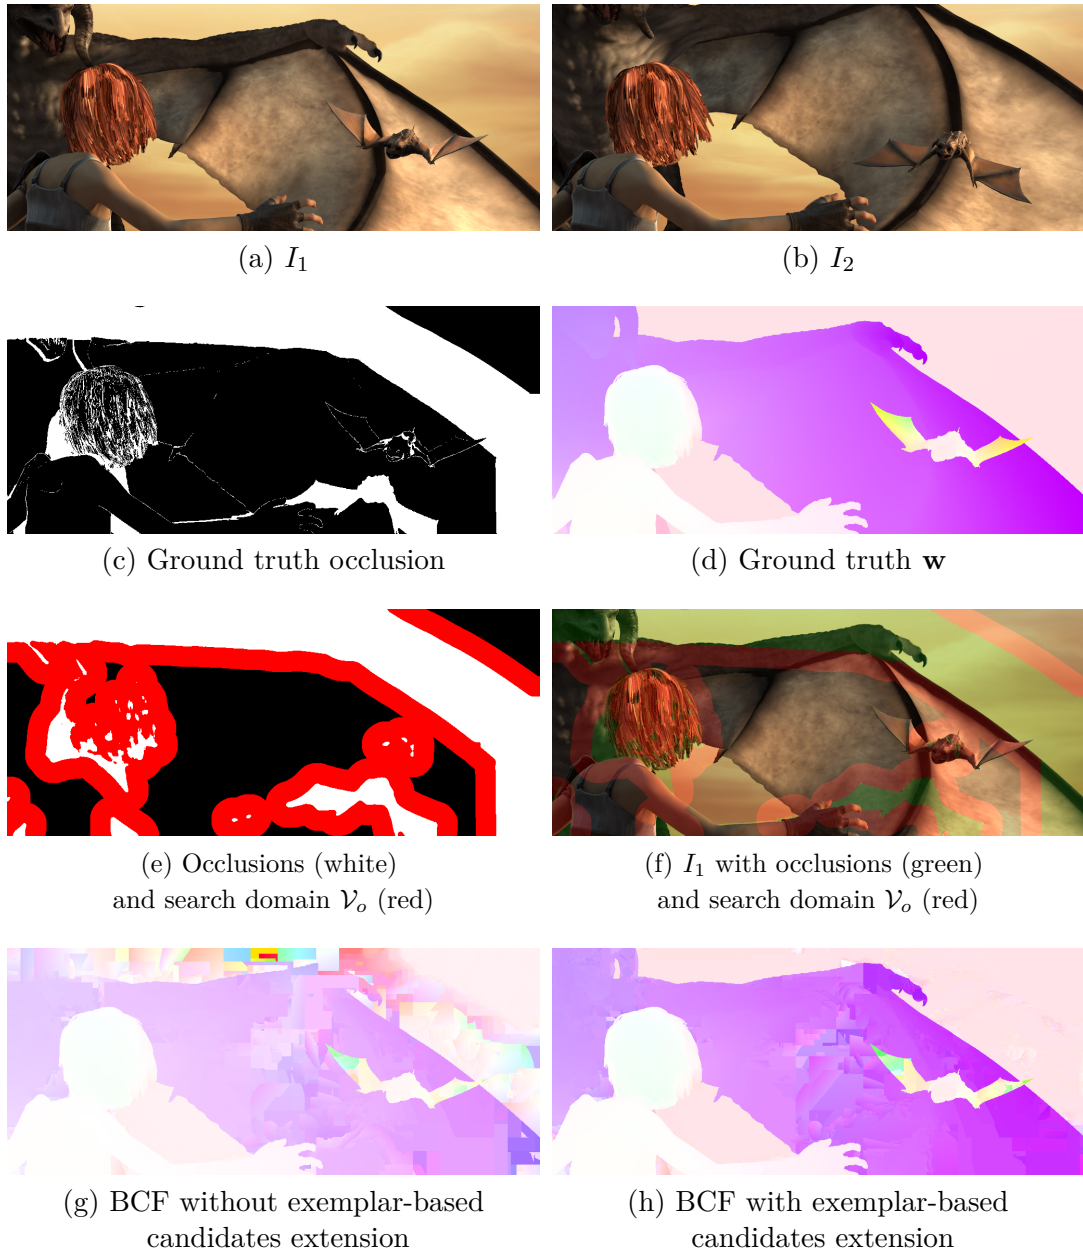 (a) I₁
(b) I₂
(c) Ground truth occlusion
(d) Ground truth w
(e) Occlusions (white)
and search domain 𝒱ₒ (red)
(f) I₁ with occlusions (green)
and search domain 𝒱ₒ (red)
(g) BCF without exemplar-based
candidates extension
(h) BCF with exemplar-based
candidates extension